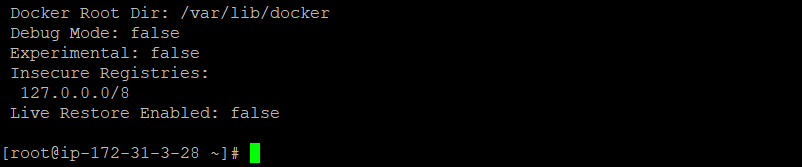 Docker Root Dir: /var/lib/docker
Debug Mode: false
Experimental: false
Insecure Registries:
127.0.0.0/8
Live Restore Enabled: false
[root@ip-172-31-3-28 ~]#